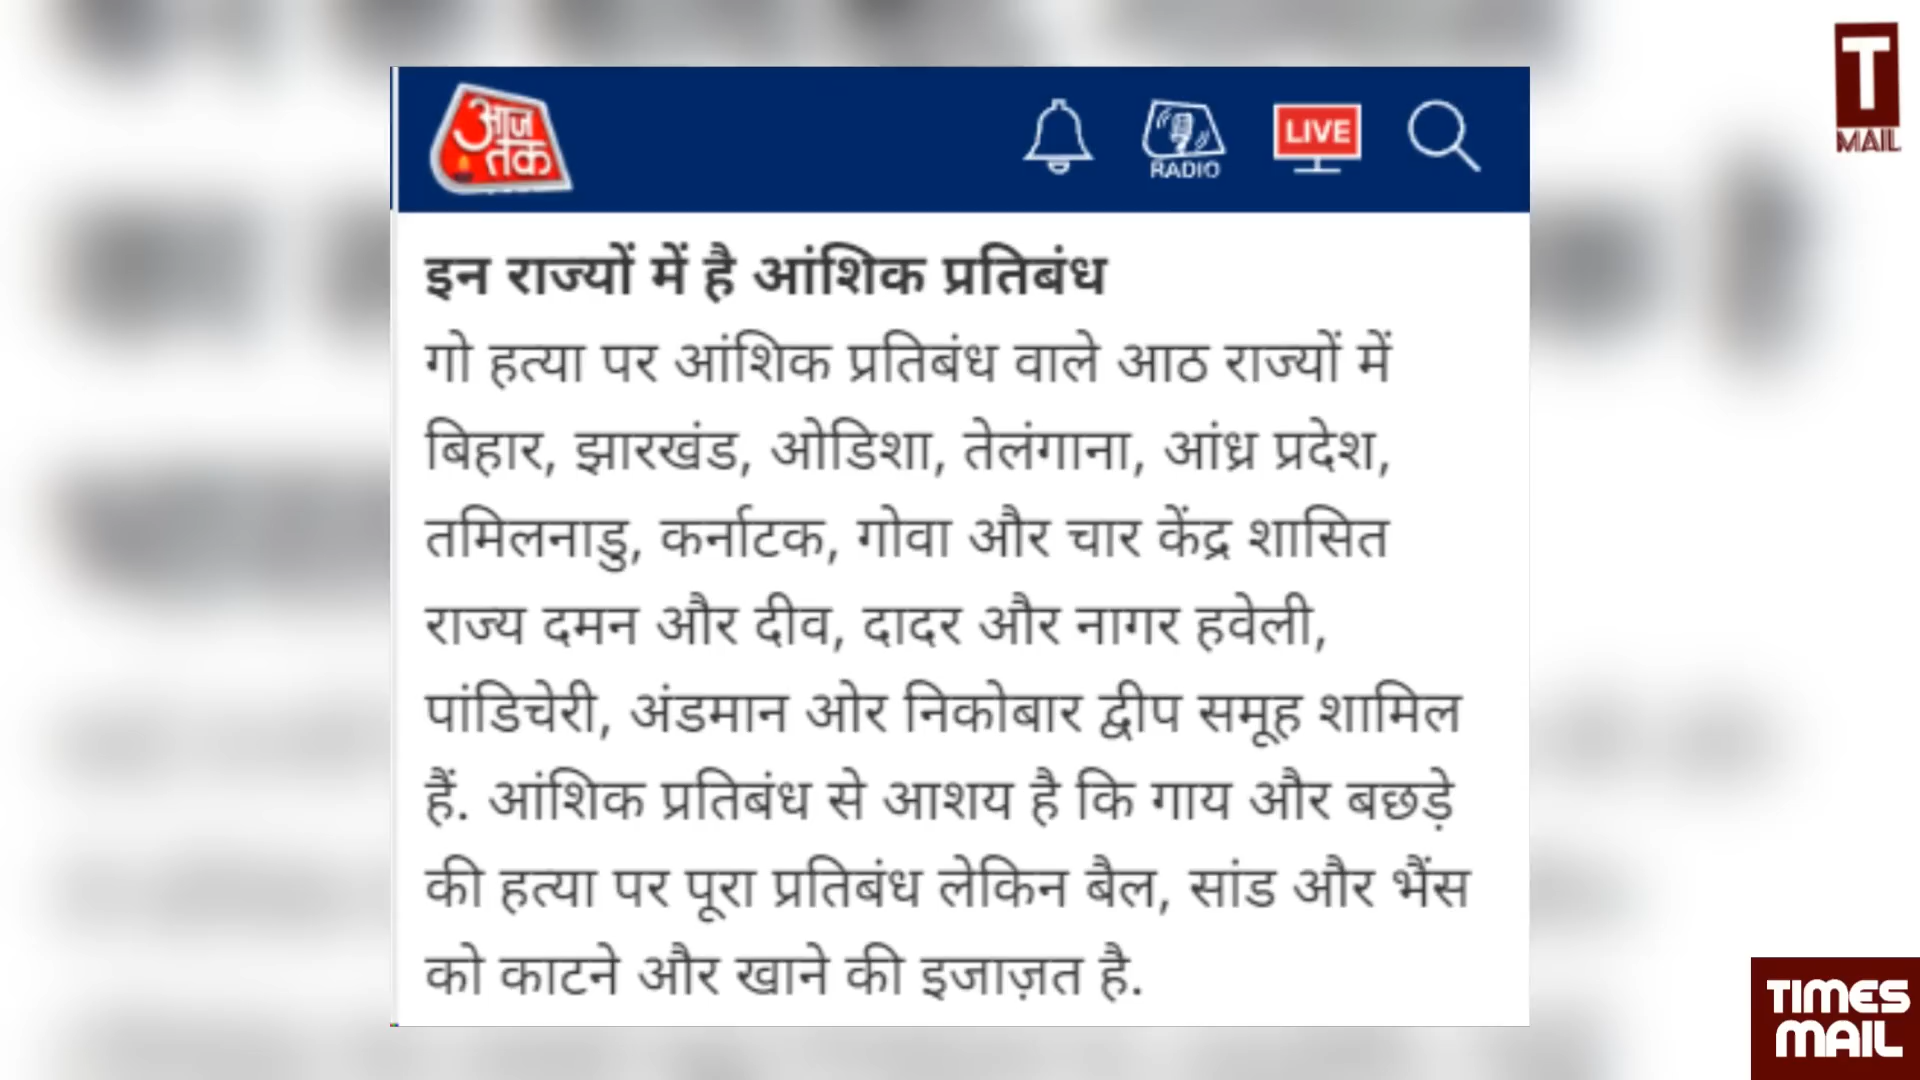 T
MAIL
आज
तक
RADIO
LIVE
इन राज्यों में है आंशिक प्रतिबंध
गो हत्या पर आंशिक प्रतिबंध वाले आठ राज्यों में
बिहार, झारखंड, ओडिशा, तेलंगाना, आंध्र प्रदेश,
तमिलनाडु, कर्नाटक, गोवा और चार केंद्र शासित
राज्य दमन और दीव, दादर और नागर हवेली,
पांडिचेरी, अंडमान ओर निकोबार द्वीप समूह शामिल
हैं. आंशिक प्रतिबंध से आशय है कि गाय और बछड़े
की हत्या पर पूरा प्रतिबंध लेकिन बैल, सांड और भैंस
को काटने और खाने की इजाज़त है.
TIMES
MAIL